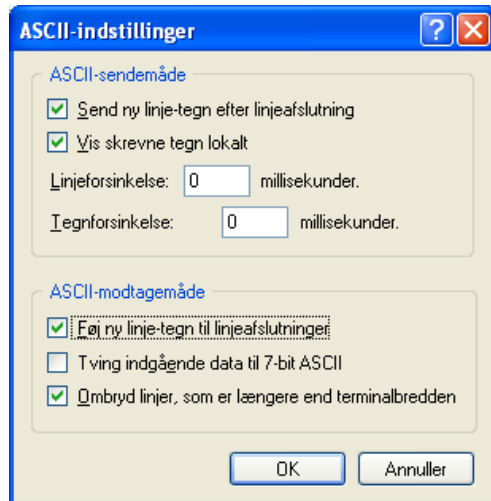 ASCII-indstillinger
ASCII-sendemåde
Send ny linje-tegn efter linjeafslutning
Vis skrevne tegn lokalt
Linjeforsinkelse: 0 millisekunder.
Tegnforsinkelse: 0 millisekunder.
ASCII-modtagemåde
Føj ny linje-tegn til linjeafslutninger
Tving indgående data til 7-bit ASCII
Ombryd linjer, som er længere end terminalbredden
OK Annuller